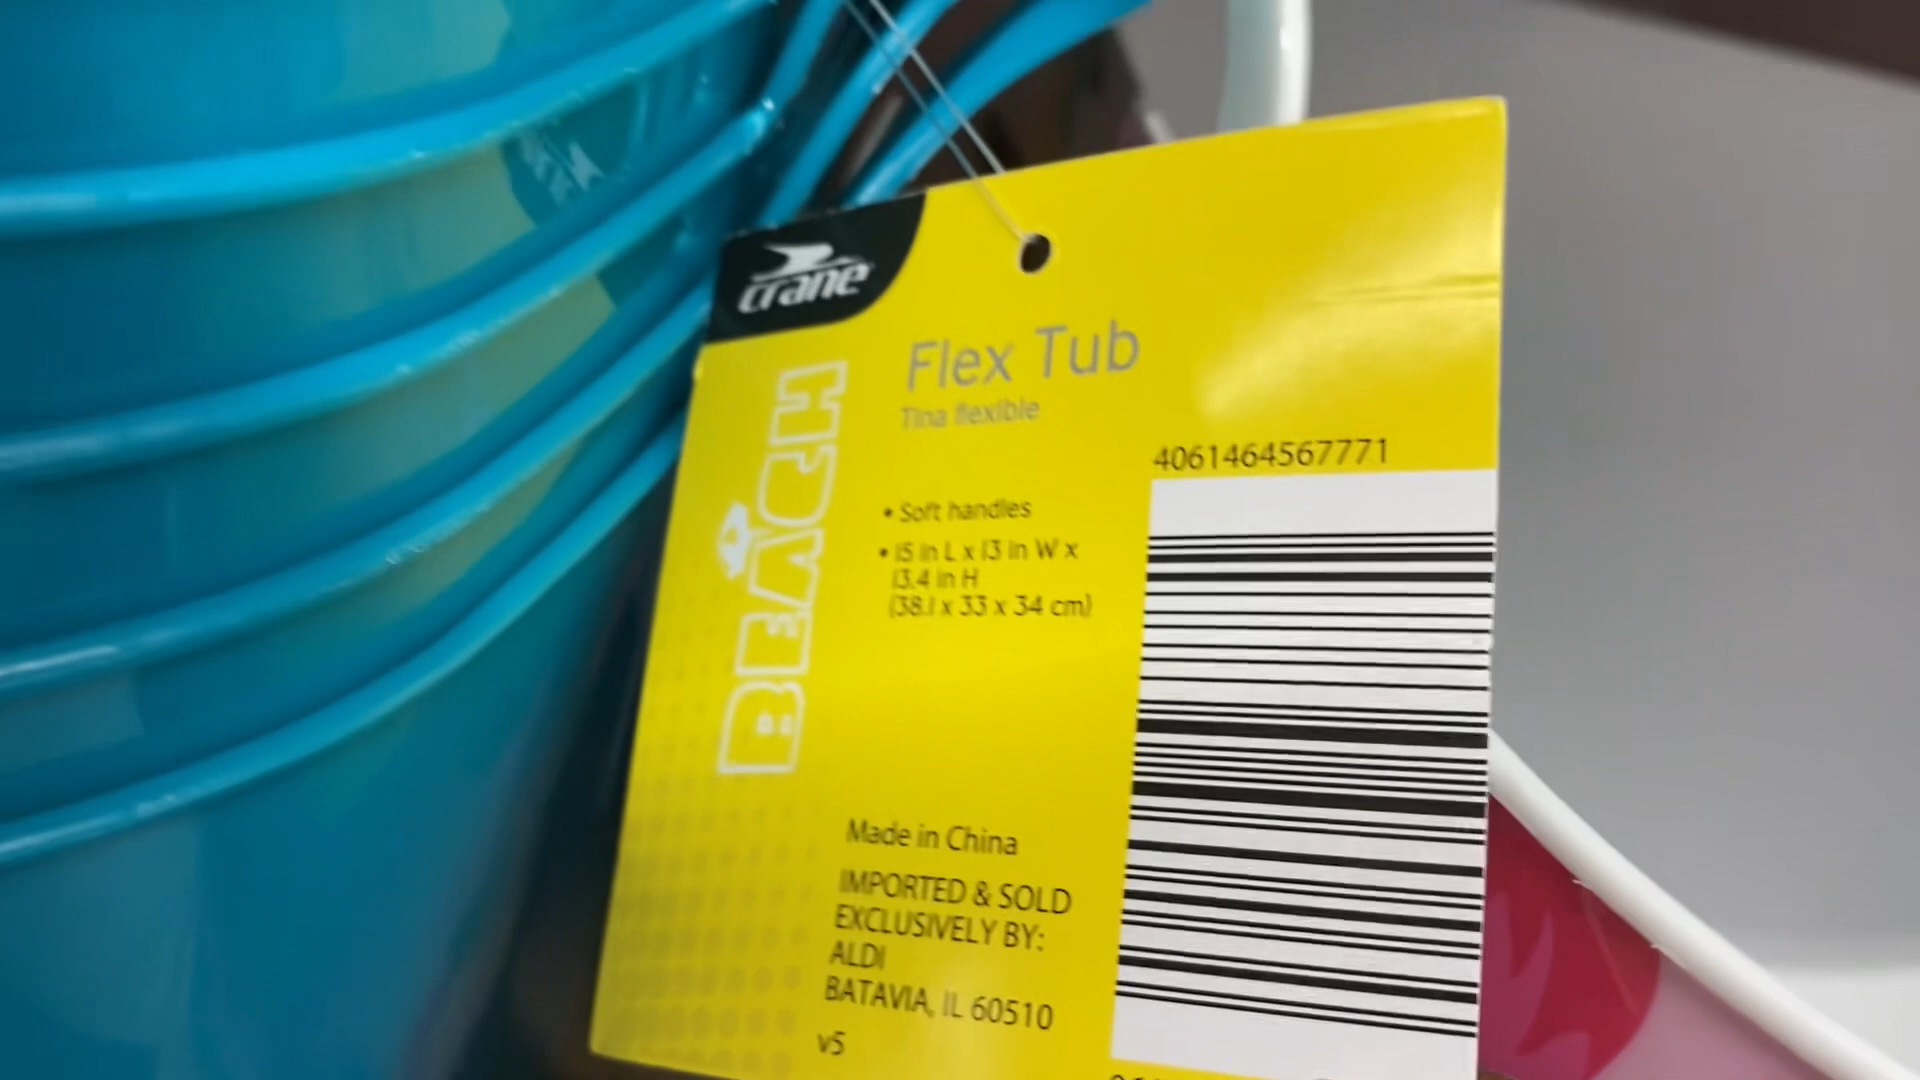 crane
BEACH
Flex Tub
Tina flexible
4061464567771
• Soft handles
• 15 in L x 13 in W x
13.4 in H
(38.1 x 33 x 34 cm)
Made in China
IMPORTED & SOLD
EXCLUSIVELY BY:
ALDI
BATAVIA, IL 60510
v5